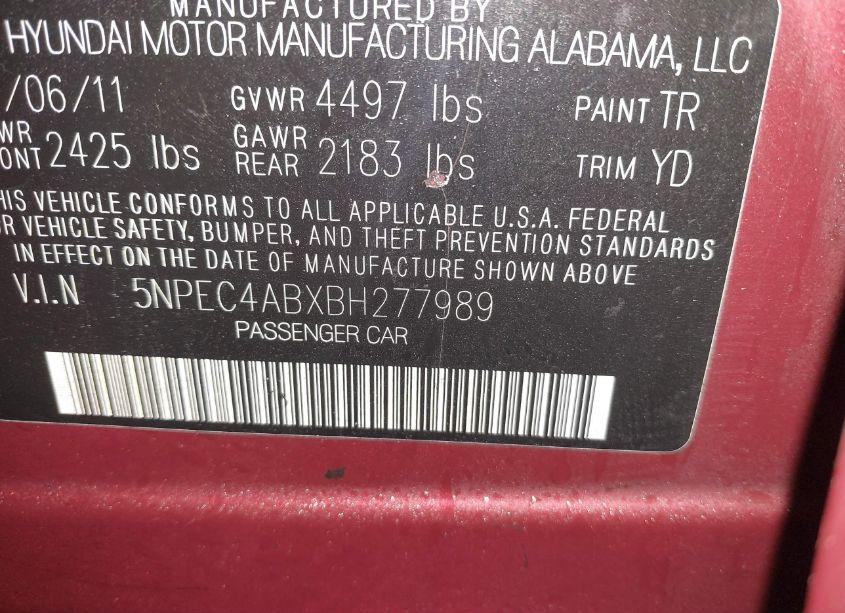 MANUFACTURED BY
HYUNDAI MOTOR MANUFACTURING ALABAMA, LLC
/06/11 GVWR 4497 lbs PAINT TR
WR ONT 2425 lbs GAWR REAR 2183 lbs TRIM YD
HIS VEHICLE CONFORMS TO ALL APPLICABLE U.S.A. FEDERAL
OR VEHICLE SAFETY, BUMPER, AND THEFT PREVENTION STANDARDS
IN EFFECT ON THE DATE OF MANUFACTURE SHOWN ABOVE
V.I.N 5NPEC4ABXBH277989
PASSENGER CAR